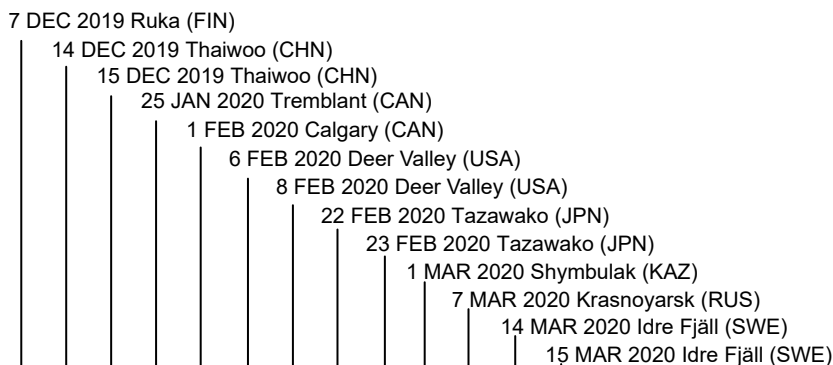 7 DEC 2019 Ruka (FIN)
14 DEC 2019 Thaiwoo (CHN)
15 DEC 2019 Thaiwoo (CHN)
25 JAN 2020 Tremblant (CAN)
1 FEB 2020 Calgary (CAN)
6 FEB 2020 Deer Valley (USA)
8 FEB 2020 Deer Valley (USA)
22 FEB 2020 Tazawako (JPN)
23 FEB 2020 Tazawako (JPN)
1 MAR 2020 Shymbulak (KAZ)
7 MAR 2020 Krasnoyarsk (RUS)
14 MAR 2020 Idre Fjäll (SWE)
15 MAR 2020 Idre Fjäll (SWE)